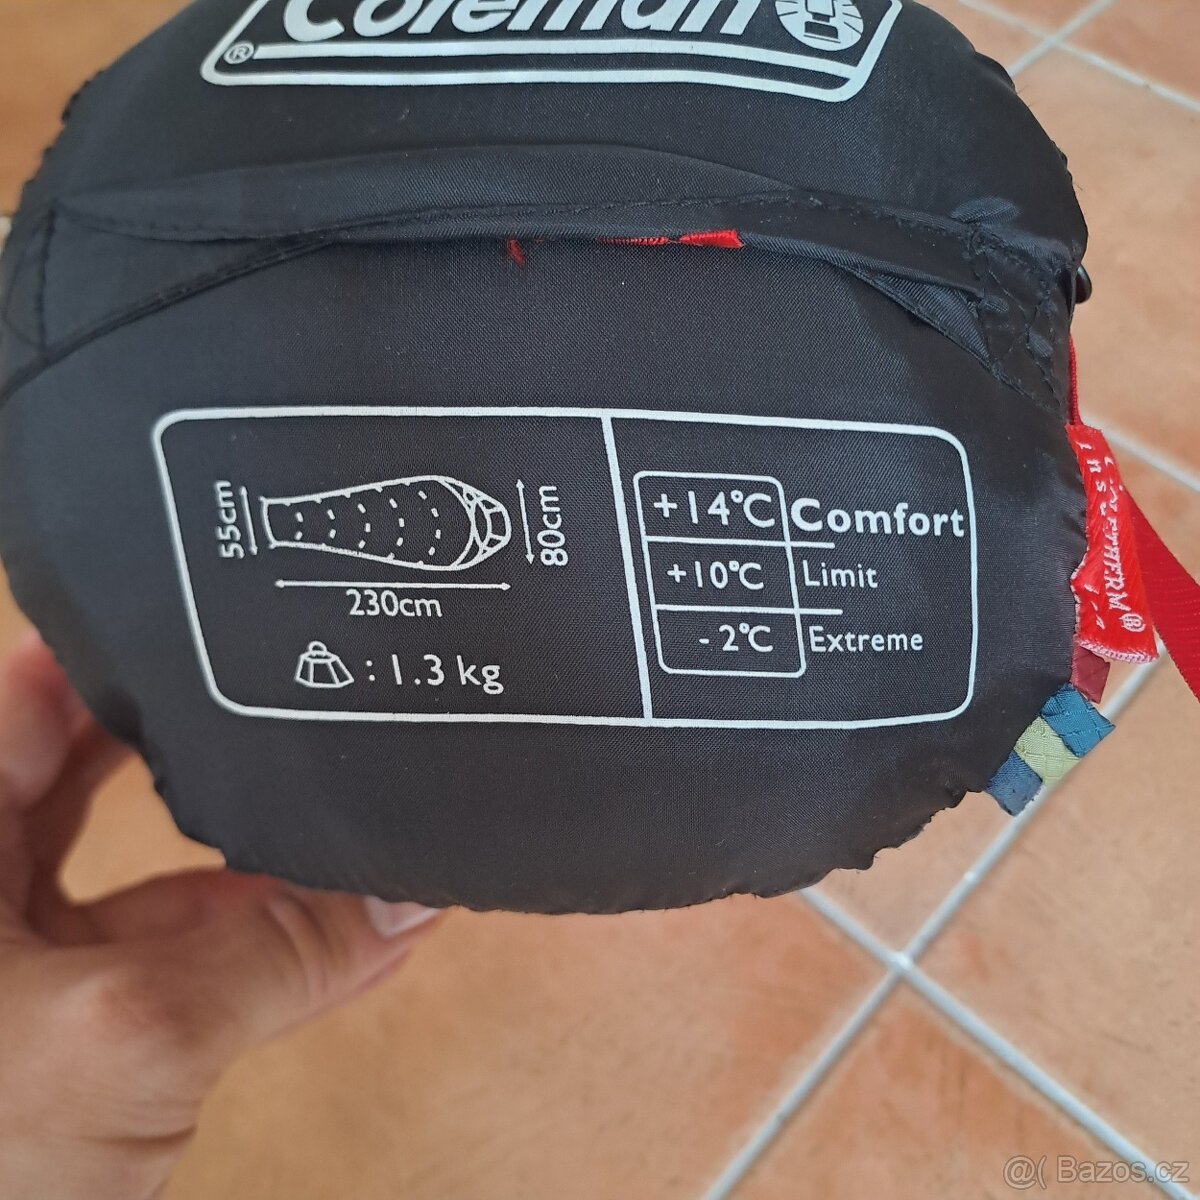 Coleman
®
55cm
80cm
230cm
: 1.3 kg
+14°C Comfort
+10°C Limit
-2°C Extreme
@( Bazos.cz